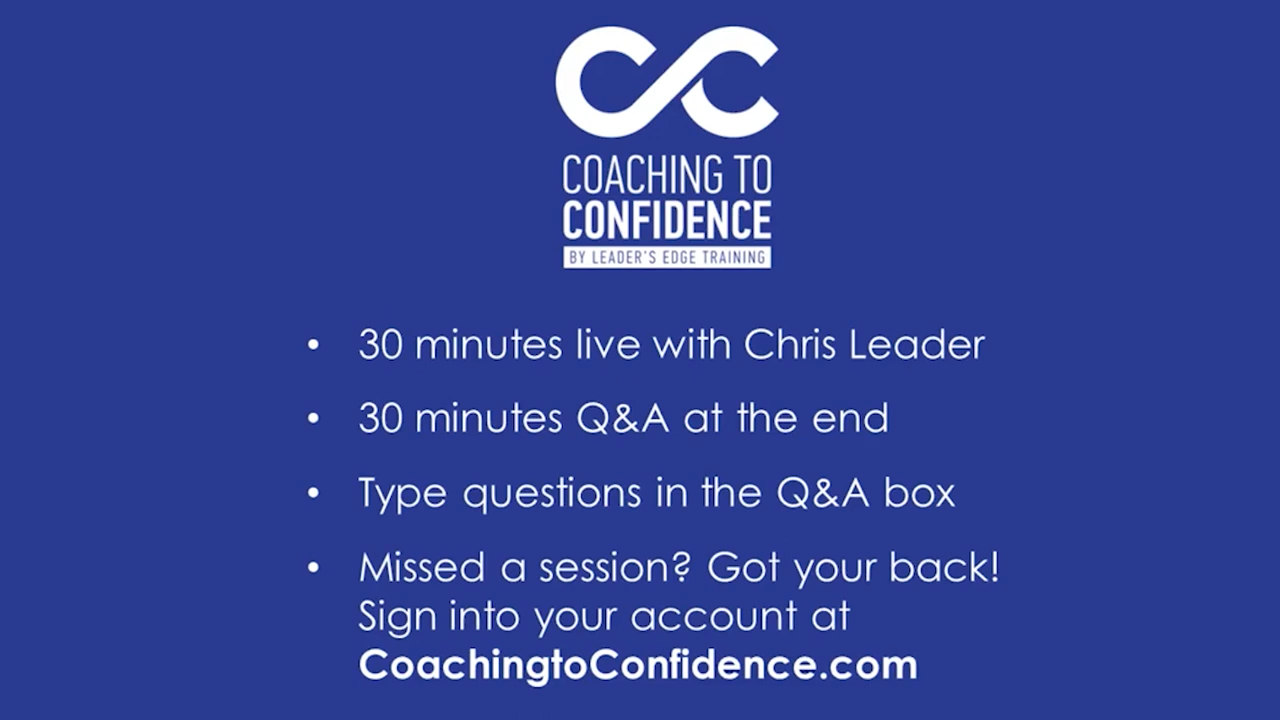 COACHING TO
CONFIDENCE
BY LEADER'S EDGE TRAINING
• 30 minutes live with Chris Leader
• 30 minutes Q&A at the end
• Type questions in the Q&A box
• Missed a session? Got your back!
Sign into your account at
CoachingtoConfidence.com